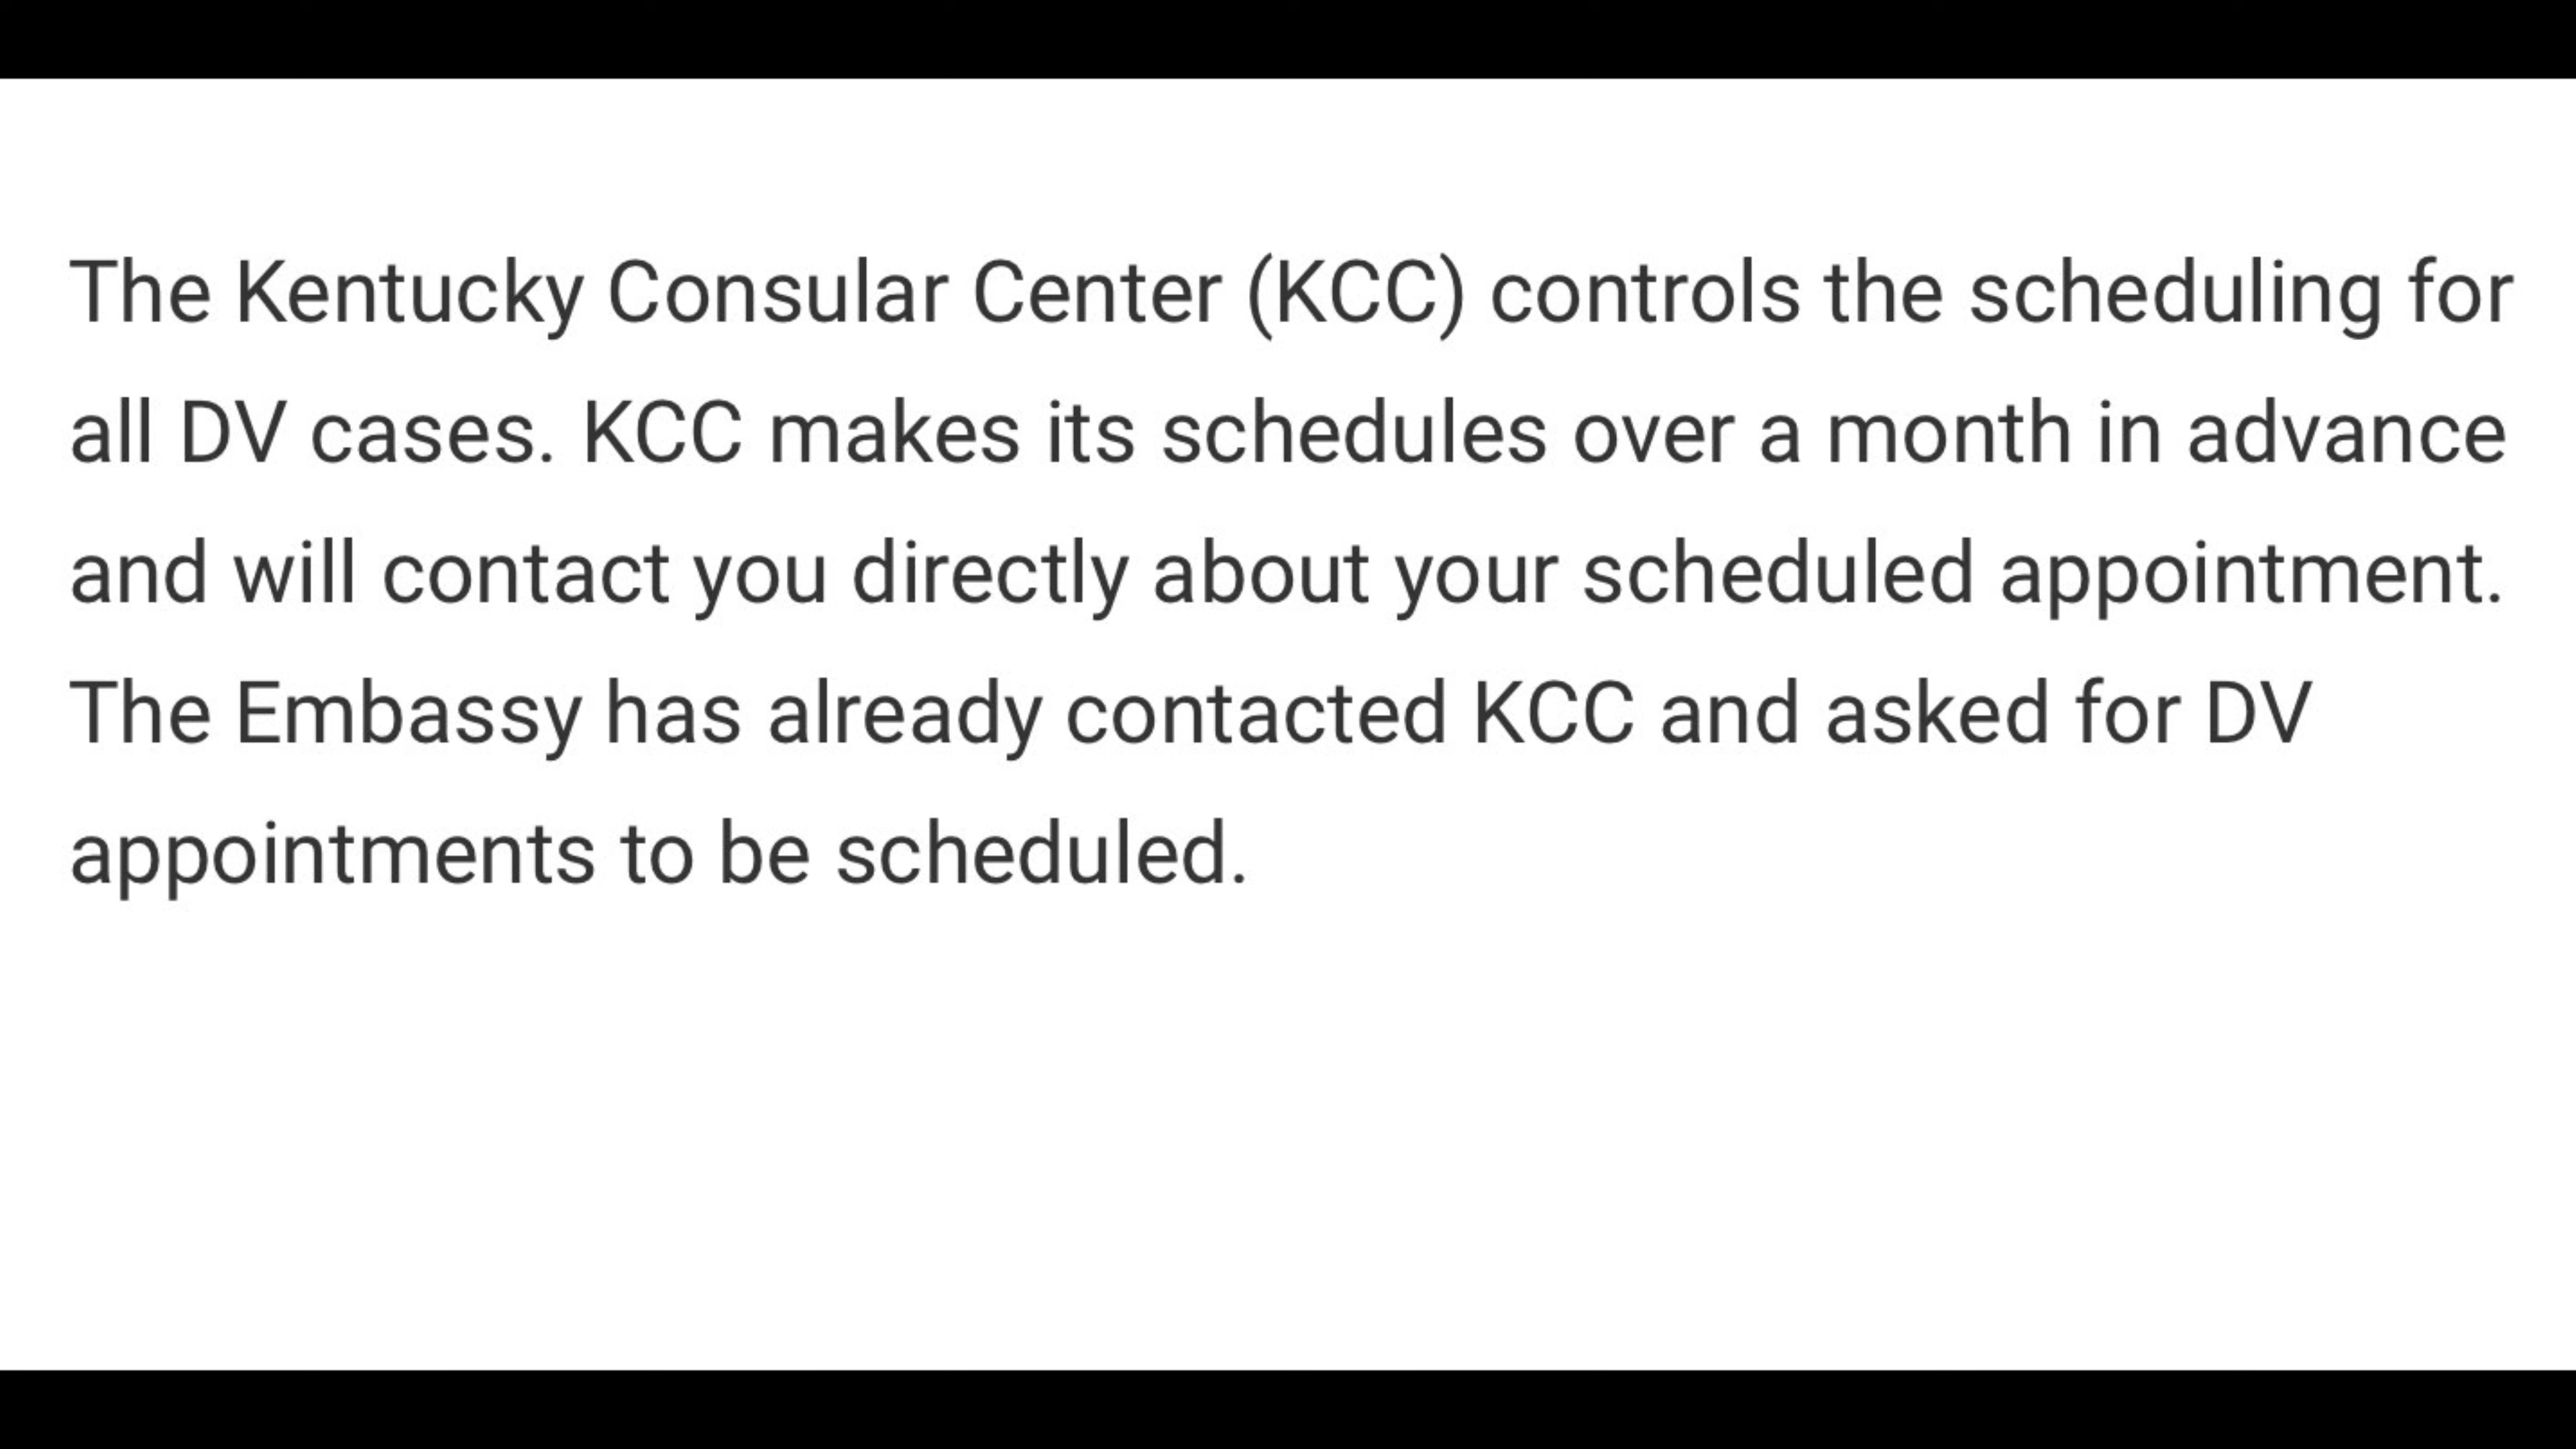 The Kentucky Consular Center (KCC) controls the scheduling for
all DV cases. KCC makes its schedules over a month in advance
and will contact you directly about your scheduled appointment.
The Embassy has already contacted KCC and asked for DV
appointments to be scheduled.